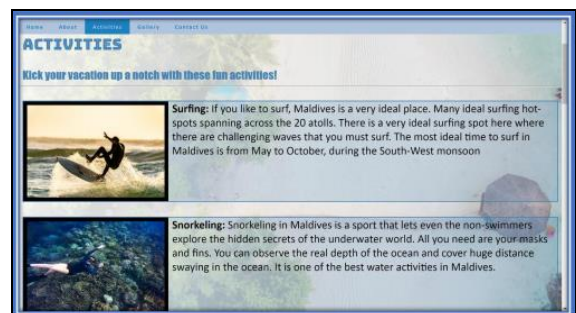 Home About Activities Gallery Contact Us
ACTIVITIES
Kick your vacation up a notch with these fun activities!
Surfing: If you like to surf, Maldives is a very ideal place. Many ideal surfing hot-
spots spanning across the 20 atolls. There is a very ideal surfing spot here where
there are challenging waves that you must surf. The most ideal time to surf in
Maldives is from May to October, during the South-West monsoon
Snorkeling: Snorkeling in Maldives is a sport that lets even the non-swimmers
explore the hidden secrets of the underwater world. All you need are your masks
and fins. You can observe the real depth of the ocean and cover huge distance
swaying in the ocean. It is one of the best water activities in Maldives.